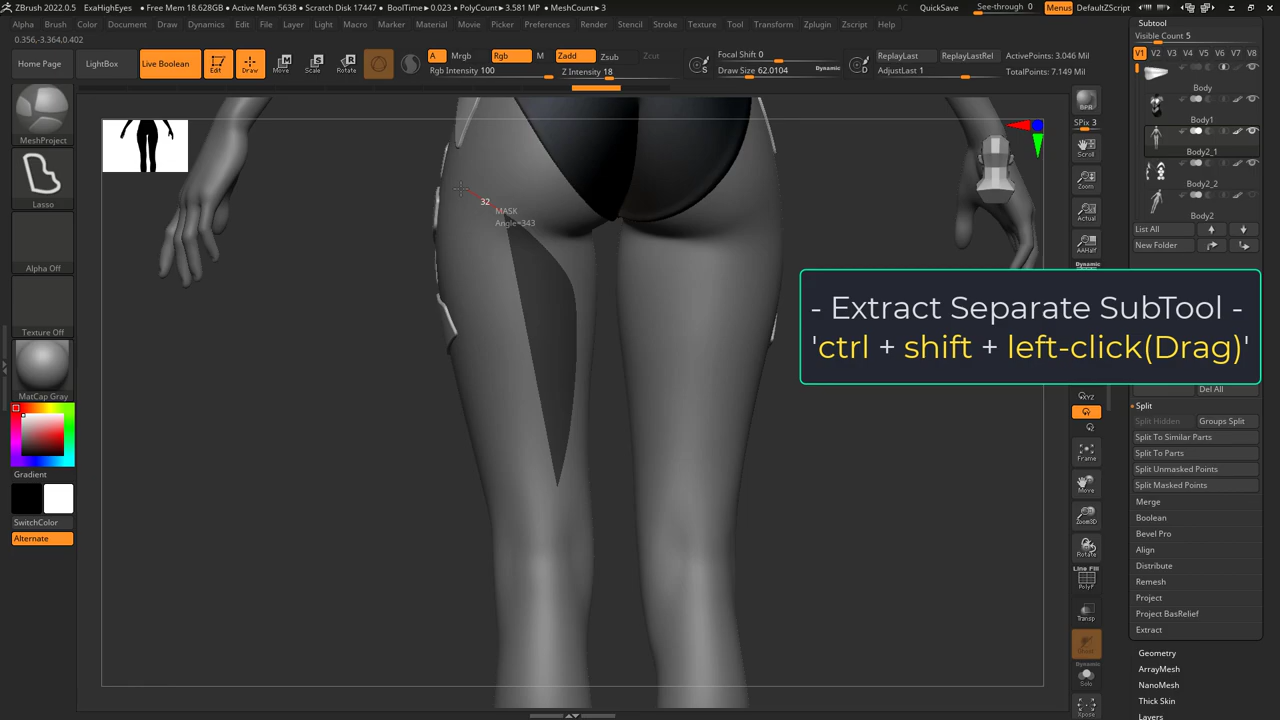 ZBrush 2022.0.5 ExaHighEyes • Free Mem 18.628GB • Active Mem 5638 • Scratch Disk 17447 • BoolTime▸0.023 • PolyCount▸3.581 MP • MeshCount▸3 AC QuickSave See-through 0 Menus DefaultZScript
Alpha Brush Color Document Draw Dynamics Edit File Layer Light Macro Marker Material Movie Picker Preferences Render Stencil Stroke Texture Tool Transform Zplugin Zscript Help
0.356,-3.364,0.402
Home Page LightBox Live Boolean Edit Draw Move Scale Rotate
A Mrgb Rgb M Zadd Zsub Zcut
Rgb Intensity 100 Z Intensity 18
Focal Shift 0
Draw Size 62.0104 Dynamic
S D
ReplayLast ReplayLastRel
AdjustLast 1
ActivePoints: 3.046 Mil
TotalPoints: 7.149 Mil
MeshProject
Lasso
Alpha Off
Texture Off
MatCap Gray
Gradient
SwitchColor
Alternate
32
MASK
Angle=343
- Extract Separate SubTool -
'ctrl + shift + left-click(Drag)'
BPR
SPix 3
Scroll
Zoom
Actual
AAHalf
Dynamic
XYZ
Frame
Move
Zoom3D
Rotate
Line Fill
PolyF
Transp
Ghost
Dynamic
Solo
Xpose
Subtool
Visible Count 5
V1 V2 V3 V4 V5 V6 V7 V8
Body
Body1
Body2_1
Body2_2
Body2
List All
New Folder
Del All
Split
Split Hidden Groups Split
Split To Similar Parts
Split To Parts
Split Unmasked Points
Split Masked Points
Merge
Boolean
Bevel Pro
Align
Distribute
Remesh
Project
Project BasRelief
Extract
Geometry
ArrayMesh
NanoMesh
Thick Skin
Layers